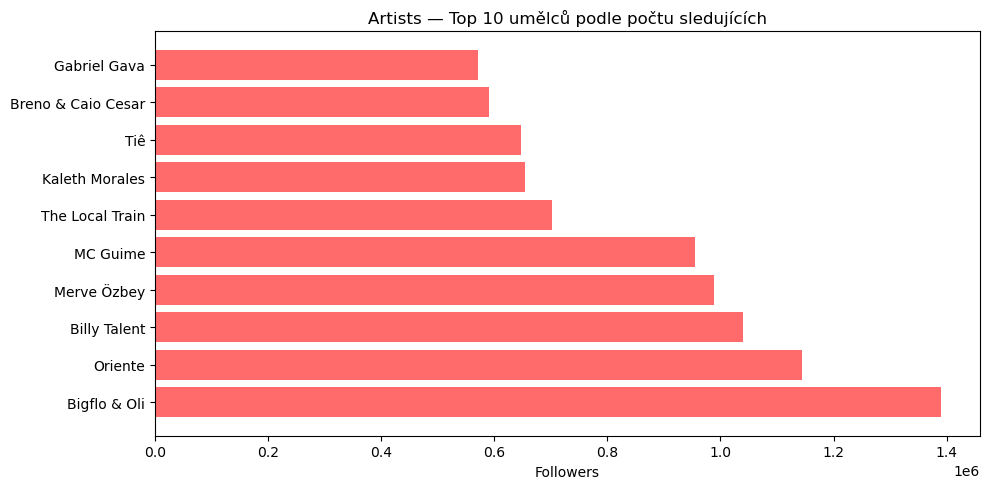 Artists — Top 10 umělců podle počtu sledujících
Gabriel Gava
Breno & Caio Cesar
Tiê
Kaleth Morales
The Local Train
MC Guime
Merve Özbey
Billy Talent
Oriente
Bigflo & Oli
0.0 0.2 0.4 0.6 0.8 1.0 1.2 1.4
1e6
Followers